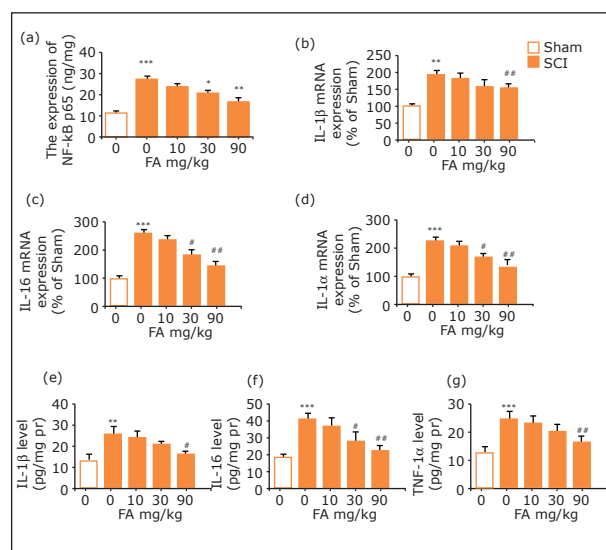 (a)
The expression of
NF-kB p65 (ng/mg)
40
30
20
10
0
***
*
**
0 0 10 30 90
FA mg/kg
(b)
Sham
SCI
IL-1β mRNA
expression
(% of Sham)
250
200
150
100
50
0
**
##
0 0 10 30 90
FA mg/kg
(c)
IL-16 mRNA
expression
(% of Sham)
300
200
100
0
***
#
##
0 0 10 30 90
FA mg/kg
(d)
IL-1α mRNA
expression
(% of Sham)
300
200
100
0
***
#
##
0 0 10 30 90
FA mg/kg
(e)
IL-1β level
(pg/mg pr)
40
30
20
10
0
**
#
0 0 10 30 90
FA mg/kg
(f)
IL-16 level
(pg/mg pr)
50
40
30
20
10
0
***
#
##
0 0 10 30 90
FA mg/kg
(g)
TNF-1α level
(pg/mg pr)
30
20
10
0
***
##
0 0 10 30 90
FA mg/kg